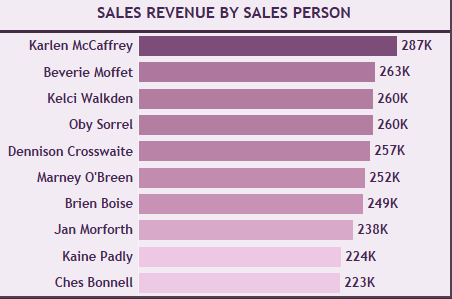 SALES REVENUE BY SALES PERSON
Karlen McCaffrey 287K
Beverie Moffet 263K
Kelci Walkden 260K
Oby Sorrel 260K
Dennison Crosswaite 257K
Marney O'Breen 252K
Brien Boise 249K
Jan Morforth 238K
Kaine Padly 224K
Ches Bonnell 223K